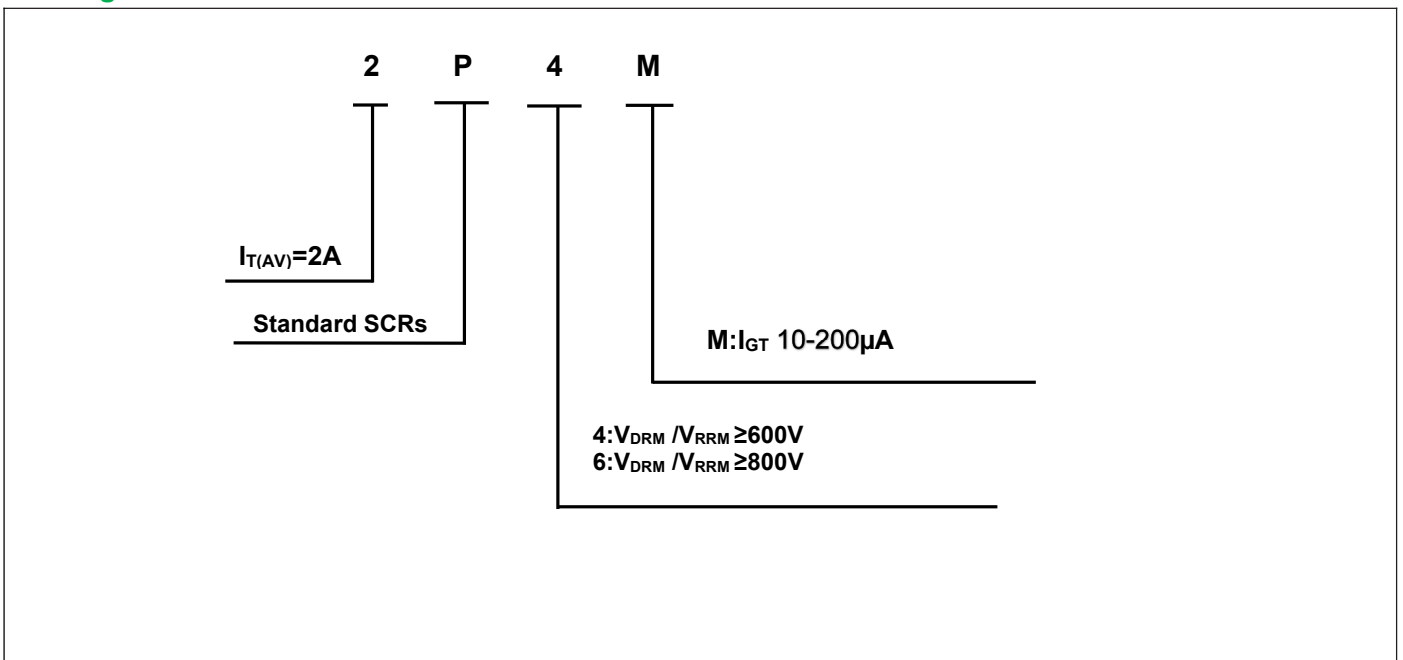 2 P 4 M
IT(AV)=2A
Standard SCRs
M:IGT 10-200µA
4:VDRM /VRRM ≥600V
6:VDRM /VRRM ≥800V